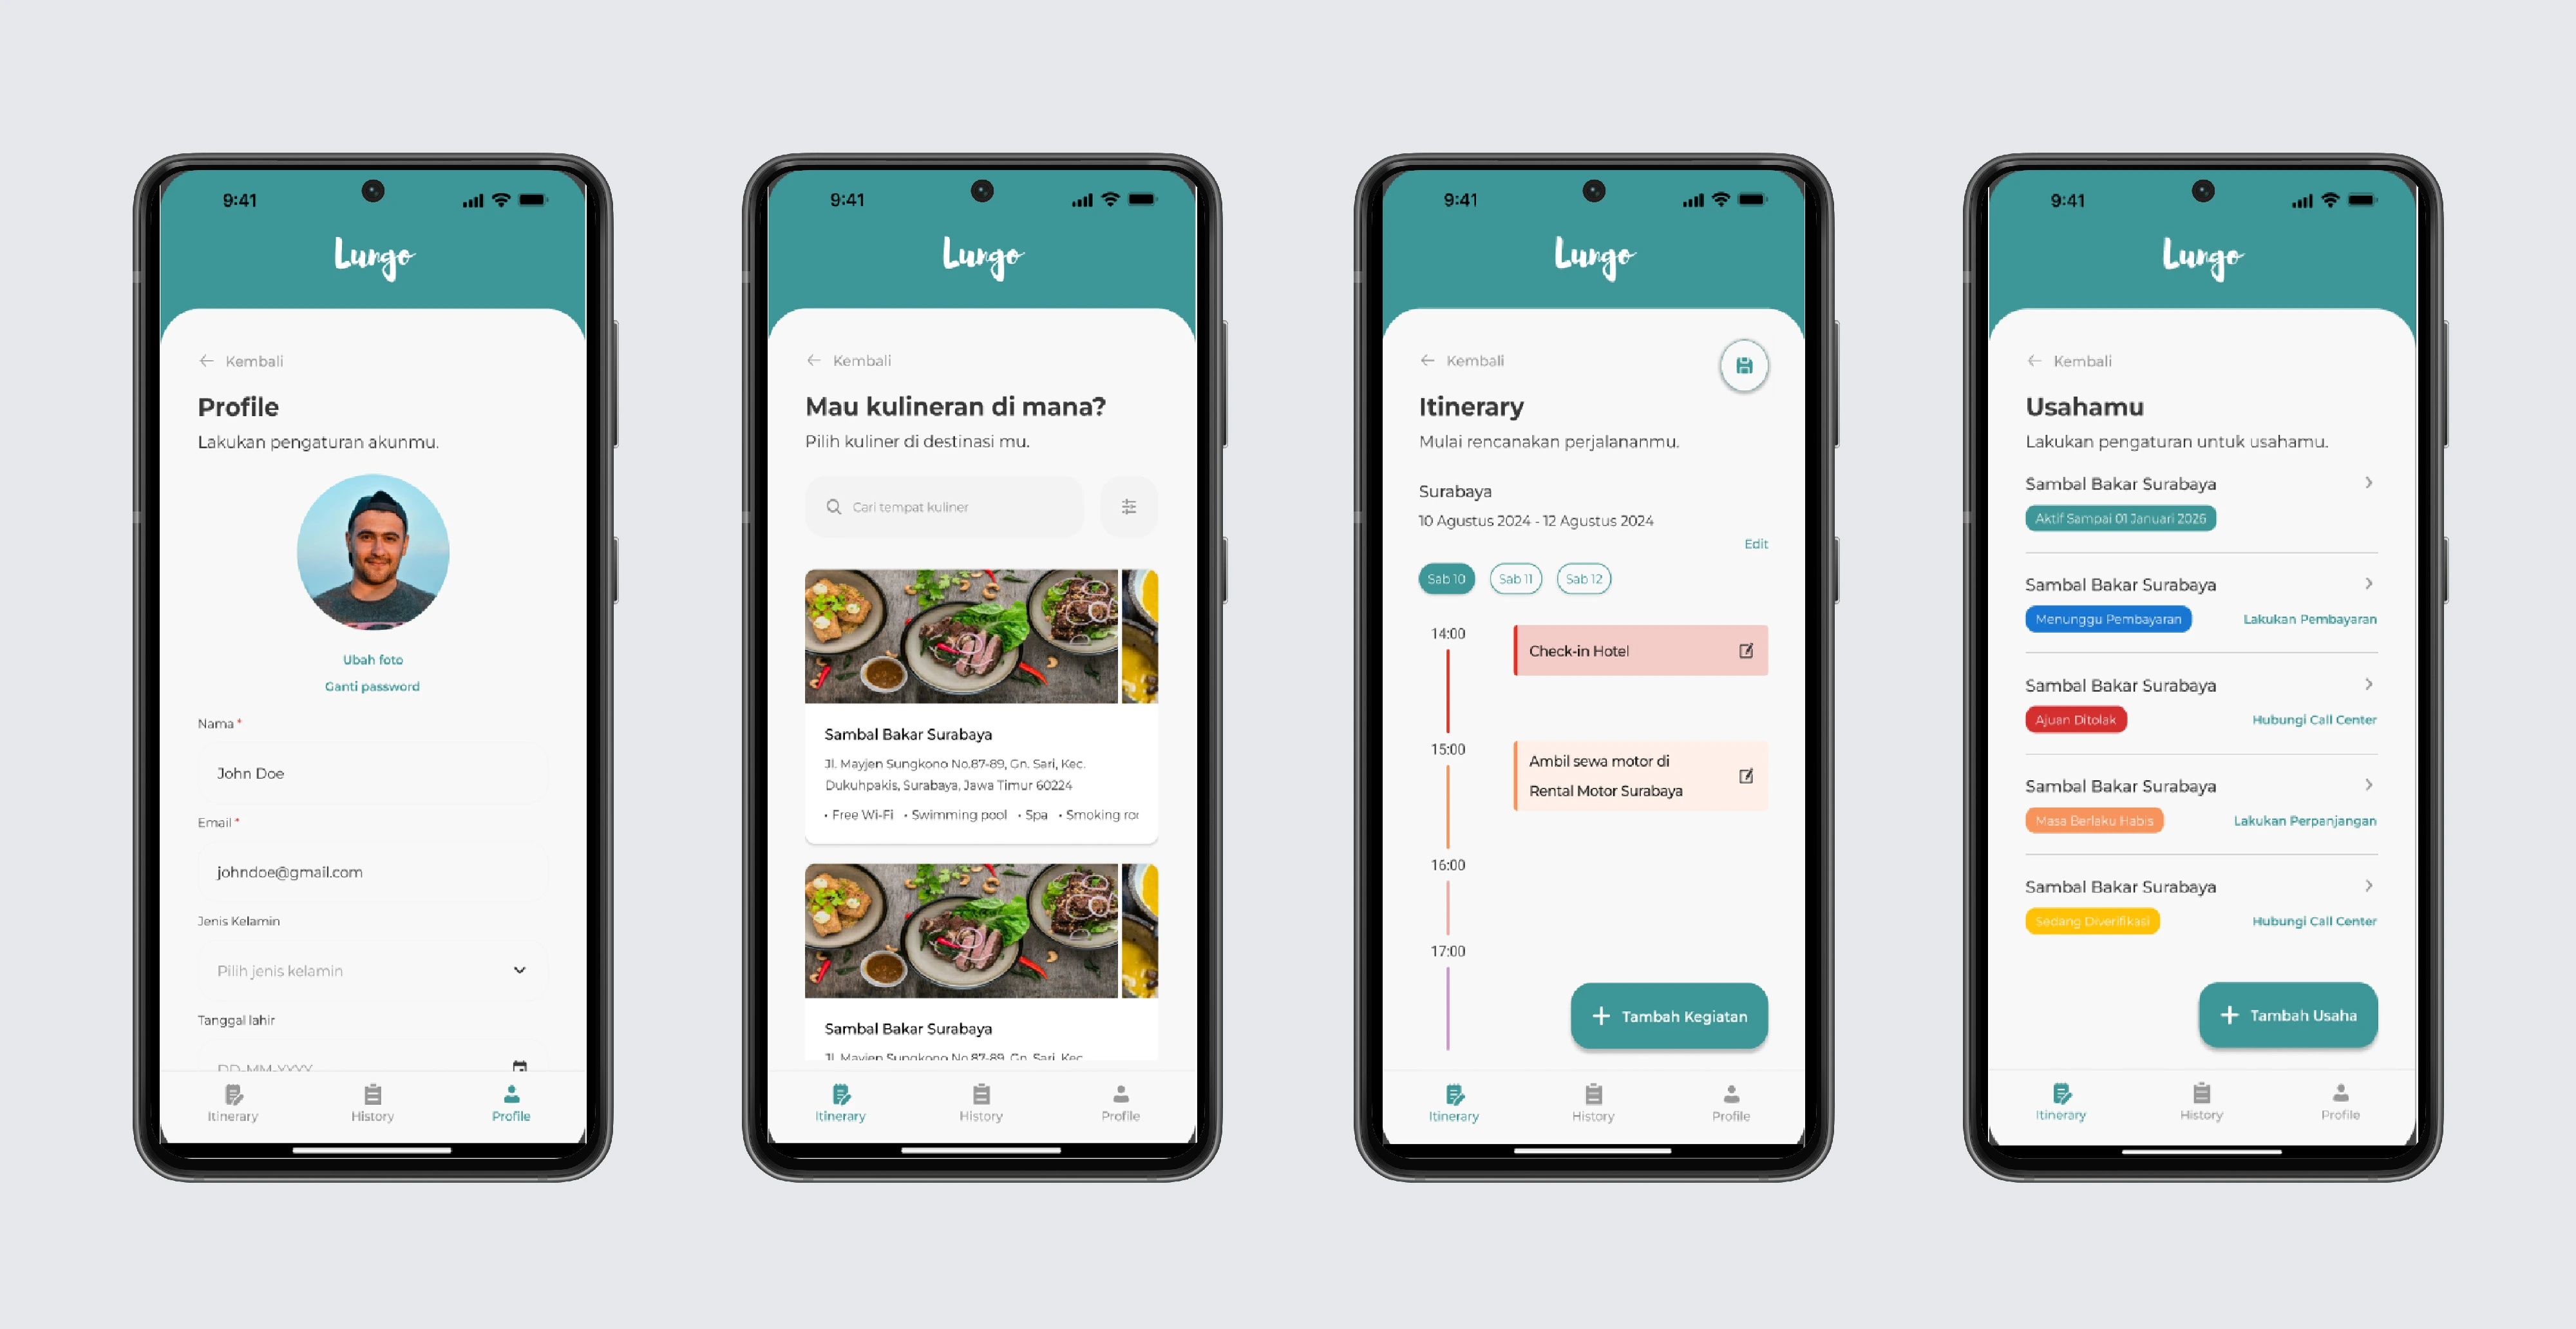 9:41
Lungo
Kembali
Profile
Lakukan pengaturan akunmu.
Ubah foto
Ganti password
Nama *
John Doe
Email *
johndoe@gmail.com
Jenis Kelamin
Pilih jenis kelamin
Tanggal lahir
DD-MM-YYYY
Itinerary History Profile
9:41
Lungo
Kembali
Mau kulineran di mana?
Pilih kuliner di destinasi mu.
Cari tempat kuliner
Sambal Bakar Surabaya
Jl. Mayjen Sungkono No.87-89, Gn. Sari, Kec.
Dukuhpakis, Surabaya, Jawa Timur 60224
• Free Wi-Fi • Swimming pool • Spa • Smoking
Sambal Bakar Surabaya
Jl. Mayjen Sungkono No.87-89, Gn. Sari, Kec.
Itinerary History Profile
9:41
Lungo
Kembali
Itinerary
Mulai rencanakan perjalananmu.
Surabaya
10 Agustus 2024 - 12 Agustus 2024
Edit
Sab 10 Sab 11 Sab 12
14:00
Check-in Hotel
15:00
Ambil sewa motor di
Rental Motor Surabaya
16:00
17:00
+ Tambah Kegiatan
Itinerary History Profile
9:41
Lungo
Kembali
Usahamu
Lakukan pengaturan untuk usahamu.
Sambal Bakar Surabaya
Aktif Sampai 01 Januari 2026
Sambal Bakar Surabaya
Menunggu Pembayaran Lakukan Pembayaran
Sambal Bakar Surabaya
Ajuan Ditolak Hubungi Call Center
Sambal Bakar Surabaya
Masa Berlaku Habis Lakukan Perpanjangan
Sambal Bakar Surabaya
Sedang Diverifikasi Hubungi Call Center
+ Tambah Usaha
Itinerary History Profile